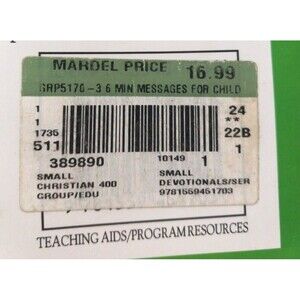 MARDEL PRICE 16.99
GRP5170-3 6 MIN MESSAGES FOR CHILD
1 24
1 **
1735 22B
511 10149 1 1
389890
SMALL SMALL
CHRISTIAN 400 DEVOTIONALS/SER
GROUP/EDU 9781559451703
TEACHING AIDS/PROGRAM RESOURCES